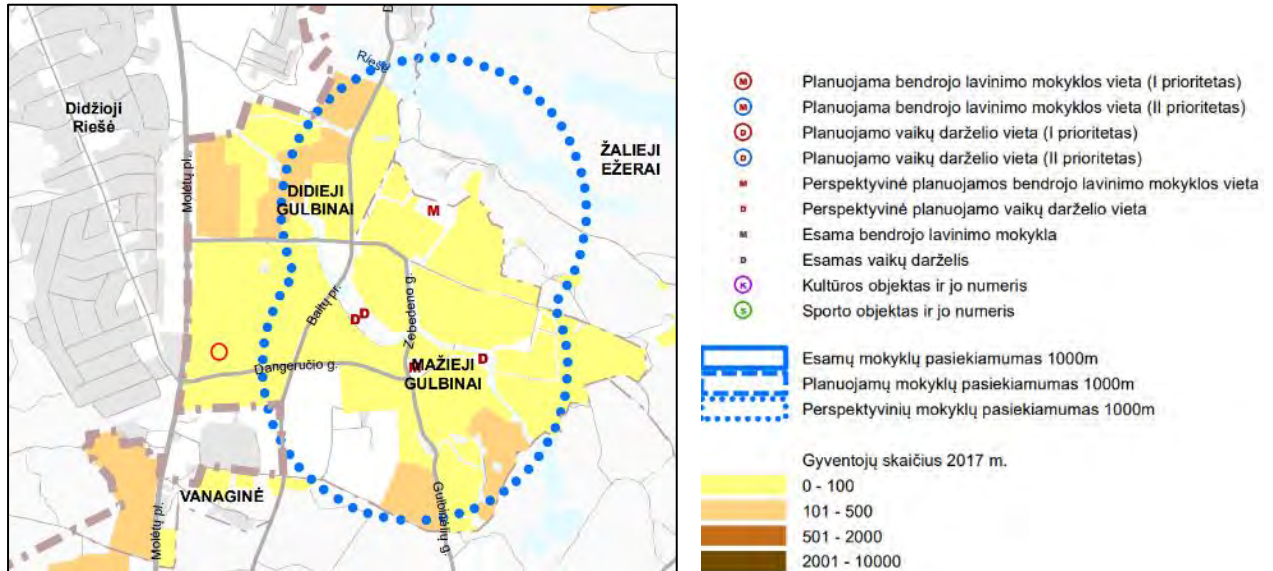 Riešė
Didžioji
Riešė
ŽALIEJI
EŽERAI
Molėtų pl.
DIDIEJI
GULBINAI
M
Baltų pr.
D D
Žebedeno g.
Dangeručio g.
D
M
MAŽIEJI
GULBINAI
VANAGINĖ
Molėtų pl.
Gulbinėlių g.
M Planuojama bendrojo lavinimo mokyklos vieta (I prioritetas)
M Planuojama bendrojo lavinimo mokyklos vieta (II prioritetas)
D Planuojamo vaikų darželio vieta (I prioritetas)
D Planuojamo vaikų darželio vieta (II prioritetas)
M Perspektyvinė planuojamos bendrojo lavinimo mokyklos vieta
D Perspektyvinė planuojamo vaikų darželio vieta
M Esama bendrojo lavinimo mokykla
D Esamas vaikų darželis
K Kultūros objektas ir jo numeris
S Sporto objektas ir jo numeris
Esamų mokyklų pasiekiamumas 1000m
Planuojamų mokyklų pasiekiamumas 1000m
Perspektyvinių mokyklų pasiekiamumas 1000m
Gyventojų skaičius 2017 m.
0 - 100
101 - 500
501 - 2000
2001 - 10000